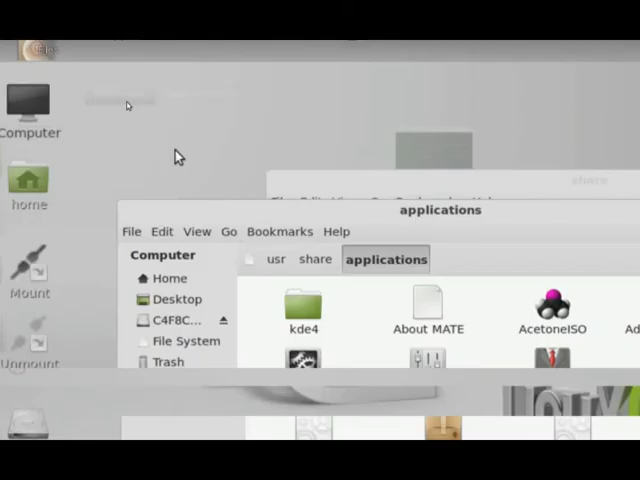 Computer
home
Mount
Unmount
share
applications
File Edit View Go Bookmarks Help
Computer
usr share applications
Home
Desktop
C4F8C...
File System
Trash
kde4
About MATE
AcetoneISO